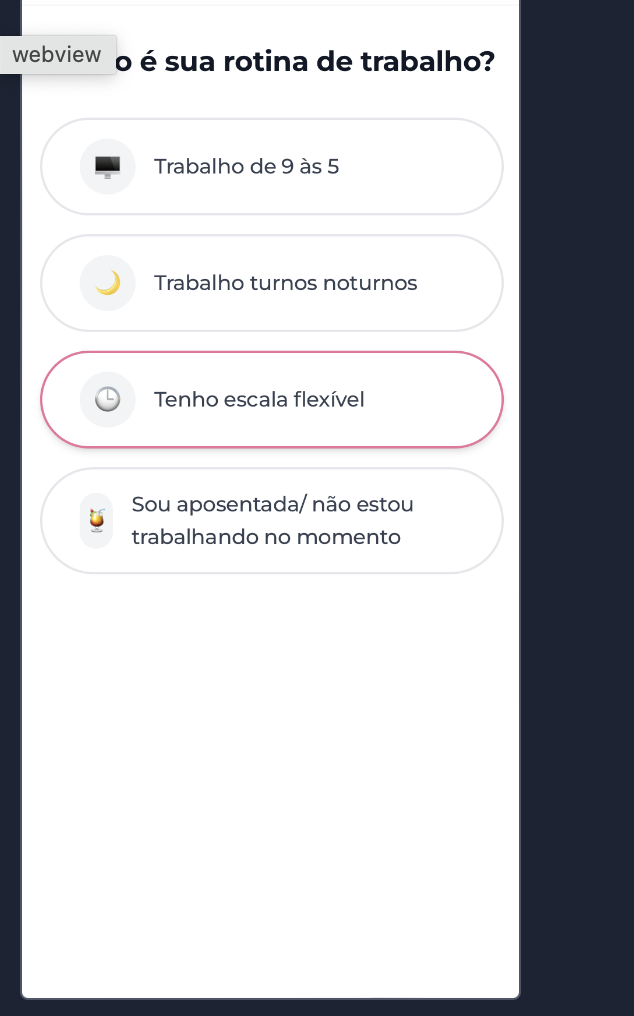 webview
o é sua rotina de trabalho?
Trabalho de 9 às 5
Trabalho turnos noturnos
Tenho escala flexível
Sou aposentada/ não estou
trabalhando no momento